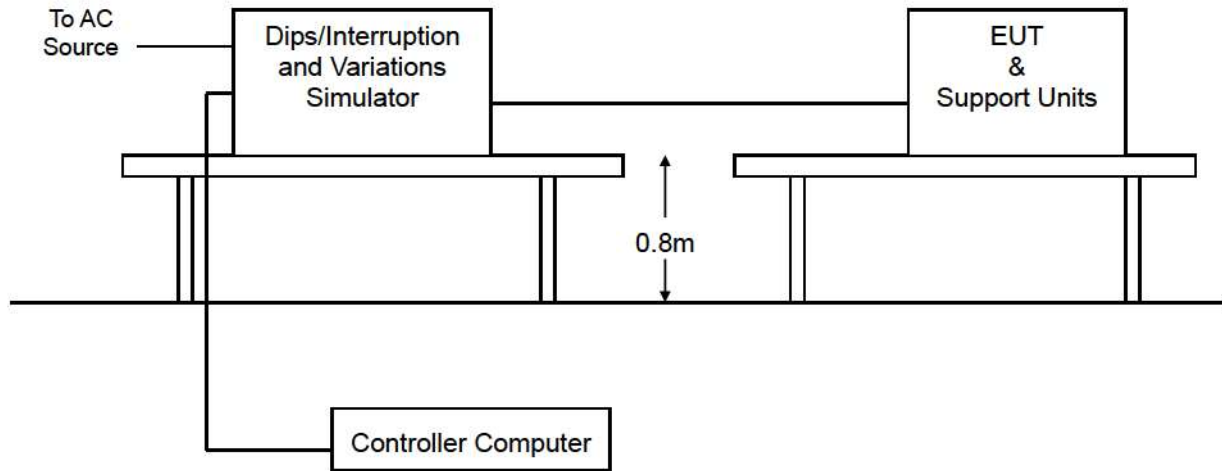 To AC
Source
Dips/Interruption
and Variations
Simulator
EUT
&
Support Units
0.8m
Controller Computer